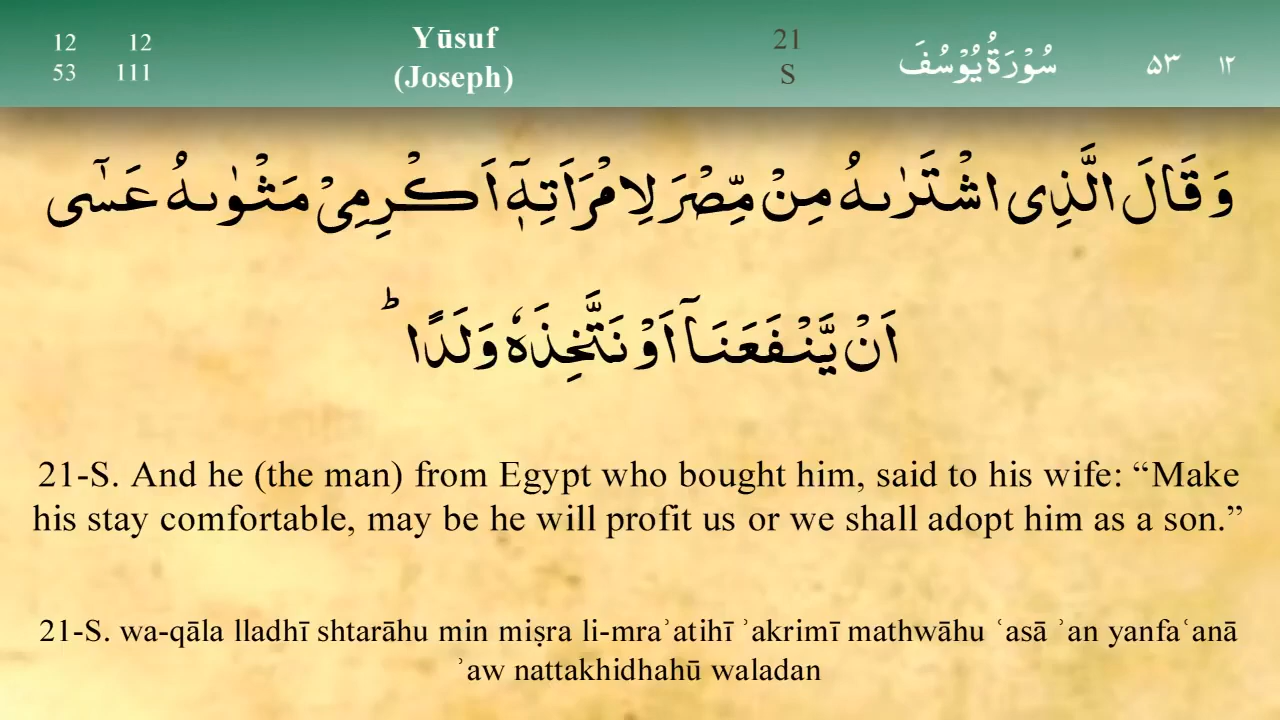 12 12
53 111
Yūsuf
(Joseph)
21
S
سُوْرَةُ يُوْسُفَ
۵۳ ۱۲
وَ قَالَ الَّذِی اشْتَرٰىهُ مِنْ مِّصْرَ لِامْرَاَتِهٖۤ اَكْرِمِیْ مَثْوٰىهُ عَسٰۤی
اَنْ یَّنْفَعَنَاۤ اَوْ نَتَّخِذَهٗ وَلَدًا ؕ
21-S. And he (the man) from Egypt who bought him, said to his wife: “Make
his stay comfortable, may be he will profit us or we shall adopt him as a son.”
21-S. wa-qāla lladhī shtarāhu min miṣra li-mraʾatihī ʾakrimī mathwāhu ʿasā ʾan yanfaʿanā
ʾaw nattakhidhahū waladan